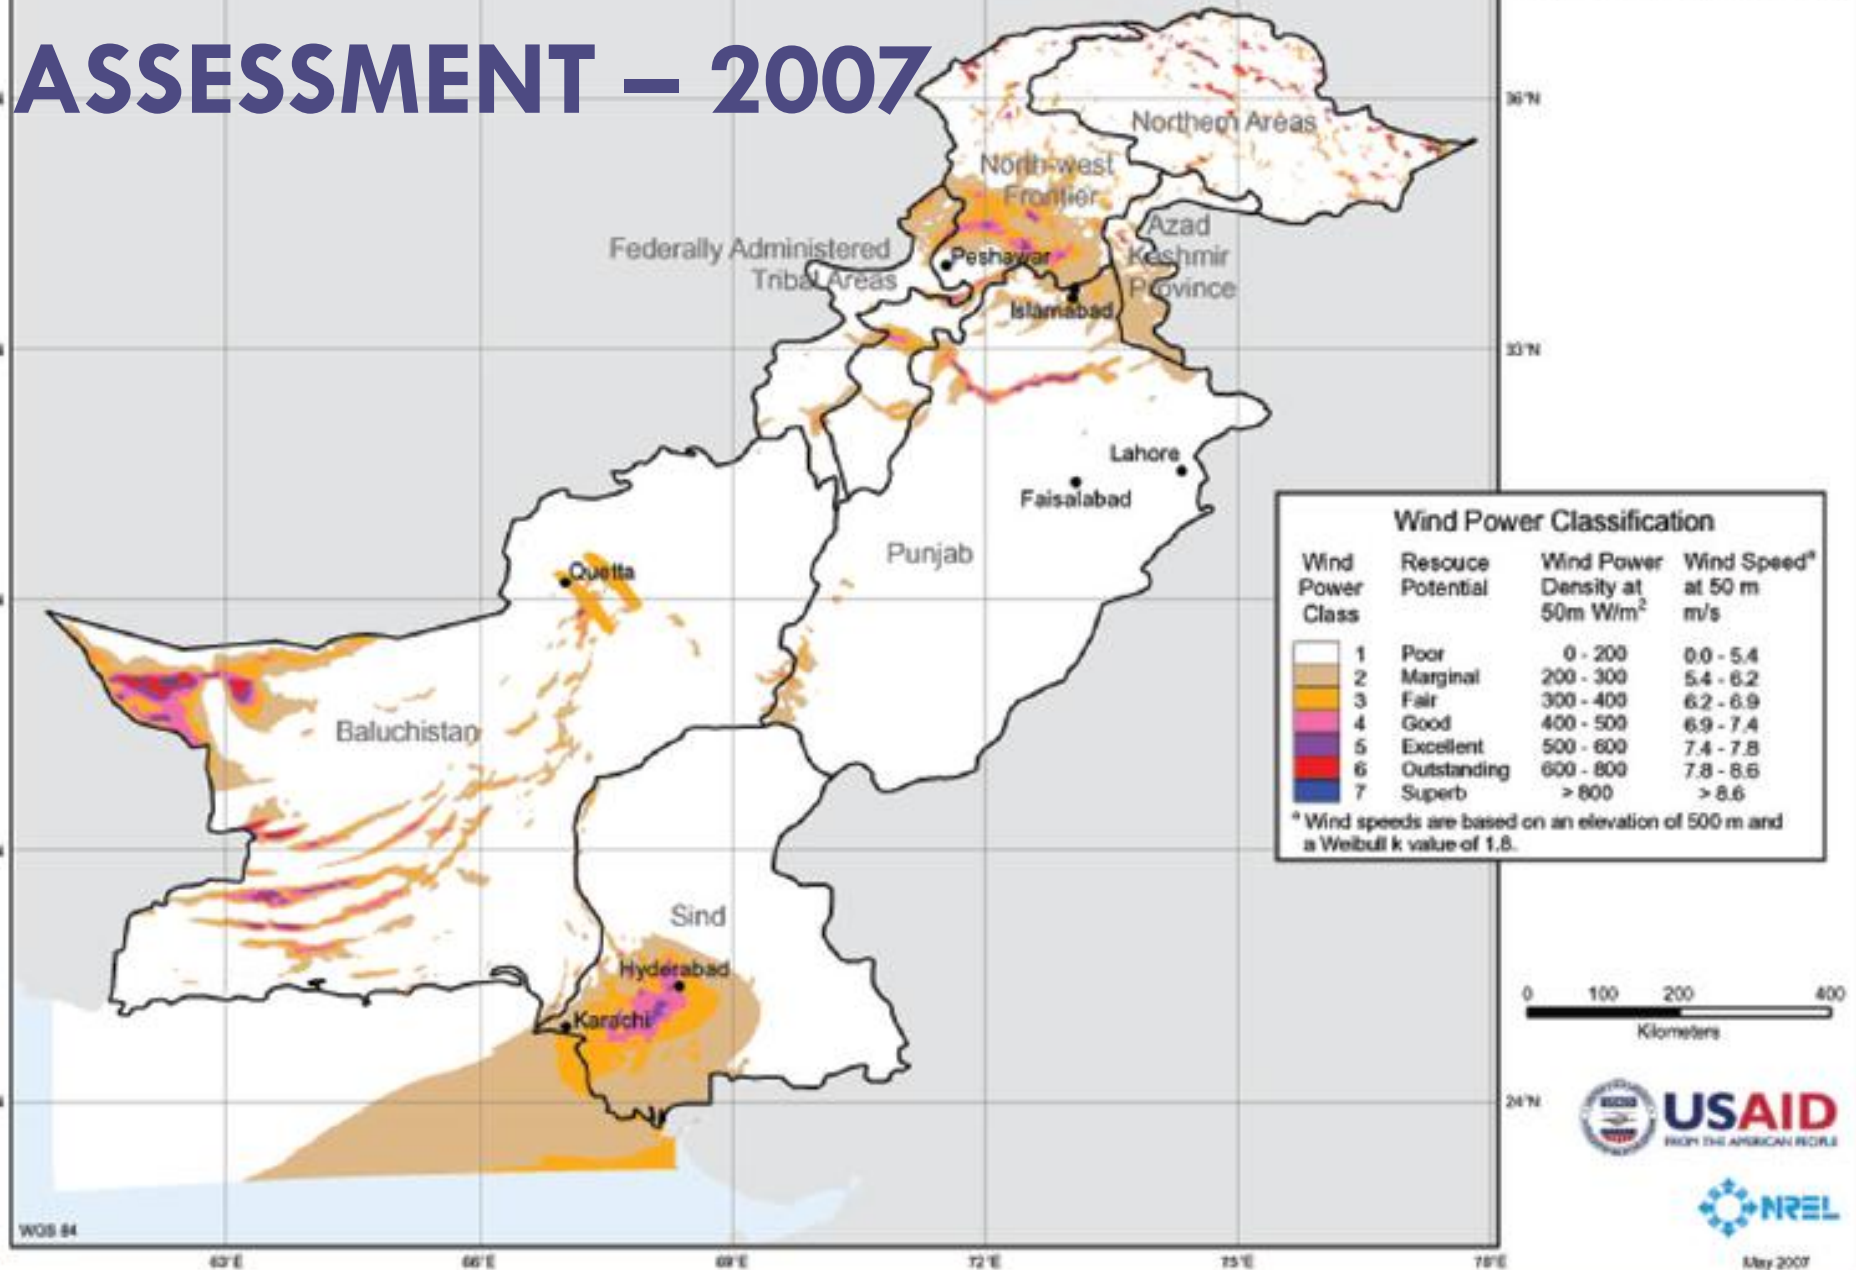 ASSESSMENT – 2007
36°N
Northern Areas
North-west
Frontier
Azad
Kashmir
Province
Federally Administered
Tribal Areas
Peshawar
Islamabad
33°N
Lahore
Faisalabad
Punjab
Quetta
Baluchistan
Sind
Hyderabad
Karachi
Wind Power Classification
Wind Power Class Resouce Potential Wind Power Density at 50m W/m² Wind Speedª at 50 m m/s
1 Poor 0 - 200 0.0 - 5.4
2 Marginal 200 - 300 5.4 - 6.2
3 Fair 300 - 400 6.2 - 6.9
4 Good 400 - 500 6.9 - 7.4
5 Excellent 500 - 600 7.4 - 7.8
6 Outstanding 600 - 800 7.8 - 8.6
7 Superb > 800 > 8.6
ª Wind speeds are based on an elevation of 500 m and
a Weibull k value of 1.8.
0 100 200 400
Kilometers
24°N
USAID
FROM THE AMERICAN PEOPLE
NREL
WGS 84
63°E 66°E 69°E 72°E 75°E 78°E
May 2007